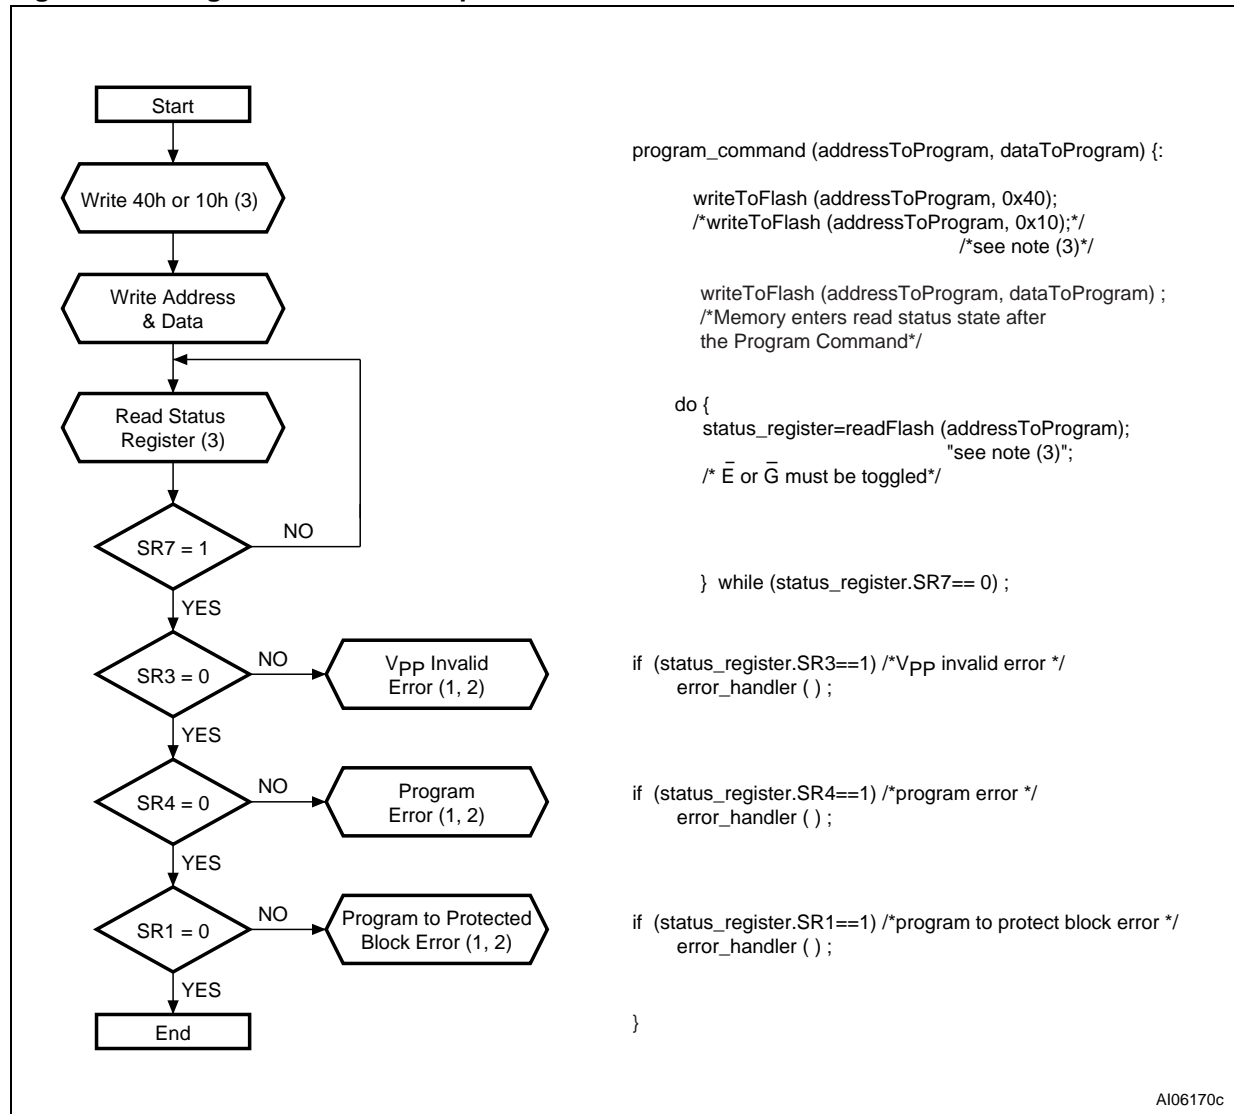 Start
Write 40h or 10h (3)
Write Address
& Data
Read Status
Register (3)
SR7 = 1
NO
YES
SR3 = 0
NO
VPP Invalid
Error (1, 2)
YES
SR4 = 0
NO
Program
Error (1, 2)
YES
SR1 = 0
NO
Program to Protected
Block Error (1, 2)
YES
End
program_command (addressToProgram, dataToProgram) {:
writeToFlash (addressToProgram, 0x40);
/*writeToFlash (addressToProgram, 0x10);*/
/*see note (3)*/
writeToFlash (addressToProgram, dataToProgram) ;
/*Memory enters read status state after
the Program Command*/
do {
status_register=readFlash (addressToProgram);
"see note (3)";
/* E̅ or G̅ must be toggled*/
} while (status_register.SR7== 0) ;
if (status_register.SR3==1) /*VPP invalid error */
error_handler ( ) ;
if (status_register.SR4==1) /*program error */
error_handler ( ) ;
if (status_register.SR1==1) /*program to protect block error */
error_handler ( ) ;
}
AI06170c